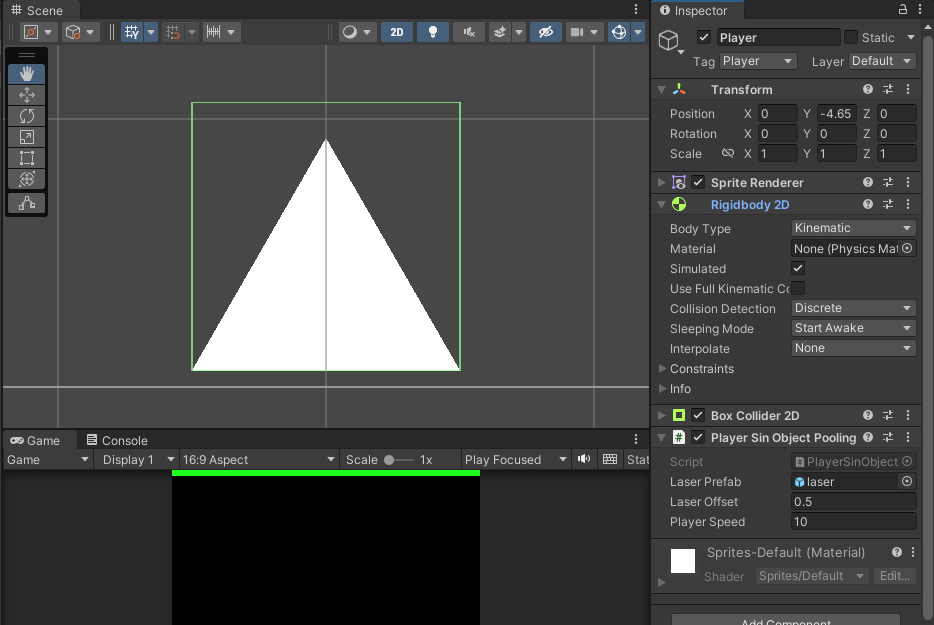 Scene
2D
Game
Console
Game
Display 1
16:9 Aspect
Scale
1x
Play Focused
Stat
Inspector
Player
Static
Tag
Player
Layer
Default
Transform
Position
X
0
Y
-4.65
Z
0
Rotation
X
0
Y
0
Z
0
Scale
X
1
Y
1
Z
1
Sprite Renderer
Rigidbody 2D
Body Type
Kinematic
Material
None (Physics Mat
Simulated
Use Full Kinematic Co
Collision Detection
Discrete
Sleeping Mode
Start Awake
Interpolate
None
Constraints
Info
Box Collider 2D
#
Player Sin Object Pooling
Script
PlayerSinObject
Laser Prefab
laser
Laser Offset
0.5
Player Speed
10
Sprites-Default (Material)
Shader
Sprites/Default
Edit...
Add Component